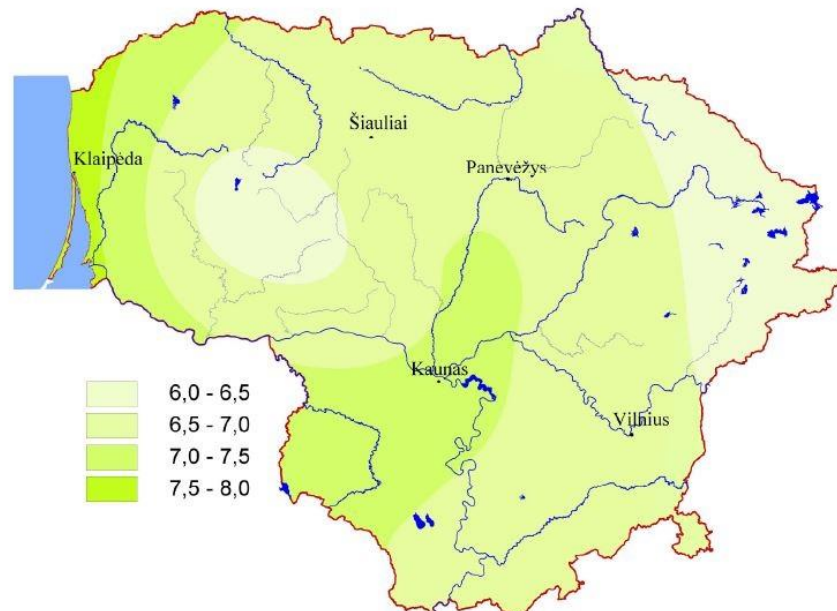 Šiauliai
Klaipėda
Panevėžys
Kaunas
Vilnius
6,0 - 6,5
6,5 - 7,0
7,0 - 7,5
7,5 - 8,0